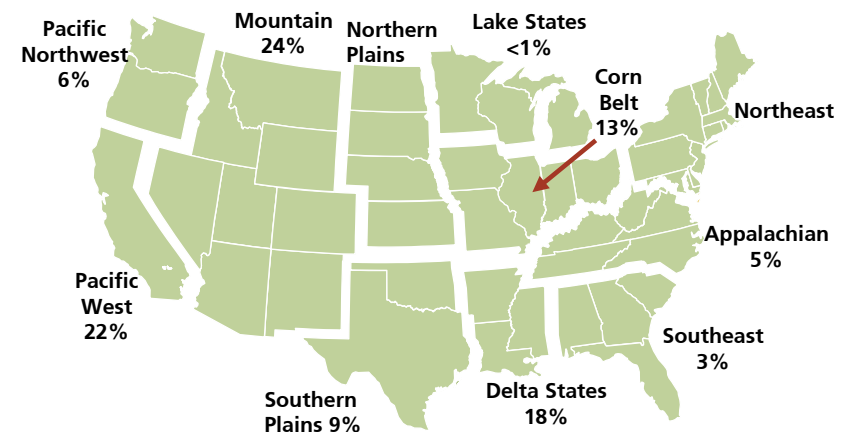 Pacific
Northwest
6%
Mountain
24%
Northern
Plains
Lake States
<1%
Corn
Belt
13%
Northeast
Appalachian
5%
Pacific
West
22%
Southeast
3%
Delta States
18%
Southern
Plains 9%